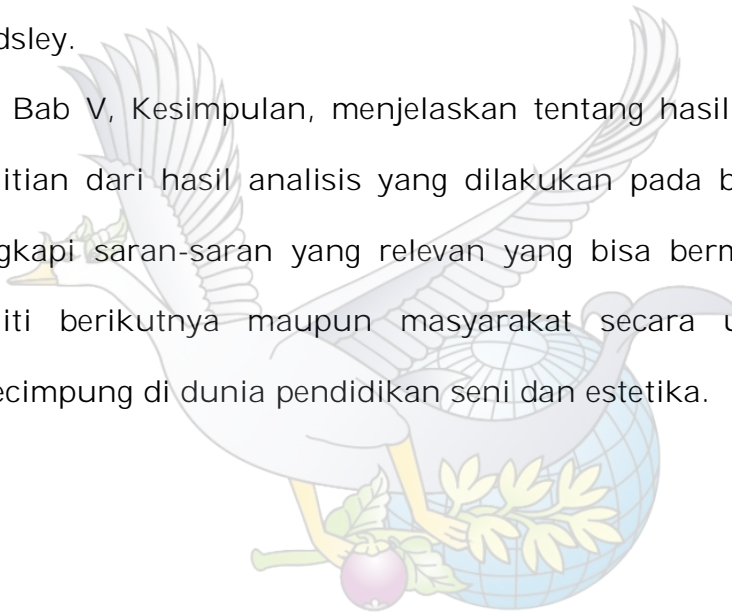 dsley.
Bab V, Kesimpulan, menjelaskan tentang hasil
itian dari hasil analisis yang dilakukan pada b
gkapi saran-saran yang relevan yang bisa bern
iti berikutnya maupun masyarakat secara u
ecimpung di dunia pendidikan seni dan estetika.